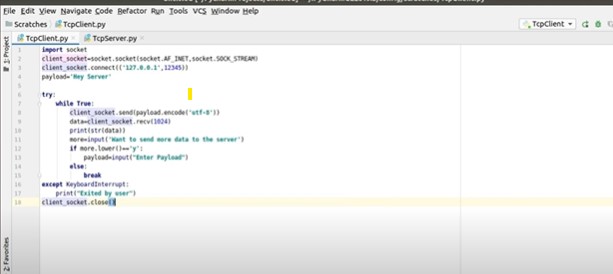 File Edit View Navigate Code Refactor Run Tools VCS Window Help
Scratches TcpClient.py TcpClient
TcpClient.py TcpServer.py
1: Project
2: Favorites
1 import socket
2 client_socket=socket.socket(socket.AF_INET,socket.SOCK_STREAM)
3 client_socket.connect(('127.0.0.1',12345))
4 payload='Hey Server'
5
6 try:
7 while True:
8 client_socket.send(payload.encode('utf-8'))
9 data=client_socket.recv(1024)
10 print(str(data))
11 more=input("Want to send more data to the server")
12 if more.lower()=='y':
13 payload=input("Enter Payload")
14 else:
15 break
16 except KeyboardInterrupt:
17 print("Exited by user")
18 client_socket.close()